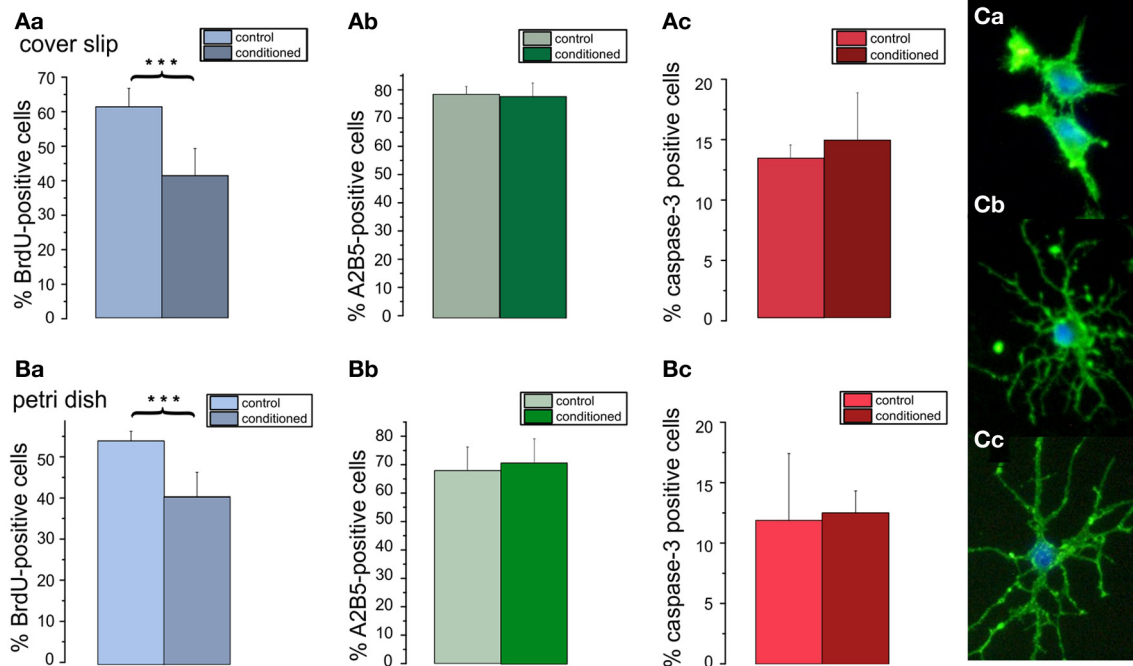 Aa
cover slip
control
conditioned
***
% BrdU-positive cells
70
60
50
40
30
20
10
0
Ab
control
conditioned
% A2B5-positive cells
80
70
60
50
40
30
20
10
0
Ac
control
conditioned
% caspase-3 positive cells
20
15
10
5
0
Ca
Cb
Cc
Ba
petri dish
control
conditioned
***
% BrdU-positive cells
50
40
30
20
10
0
Bb
control
conditioned
% A2B5-positive cells
80
70
60
50
40
30
20
10
0
Bc
control
conditioned
% caspase-3 positive cells
20
15
10
5
0